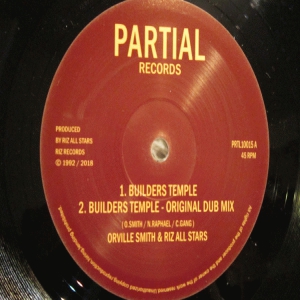 PARTIAL
RECORDS
PRODUCED
BY RIZ ALL STARS
RIZ RECORDS
© 1992 / 2018
PRTL10015 A
45 RPM
1. BUILDERS TEMPLE
2. BUILDERS TEMPLE - ORIGINAL DUB MIX
( O.SMITH / N.RAPHAEL / C.GANG )
ORVILLE SMITH & RIZ ALL STARS